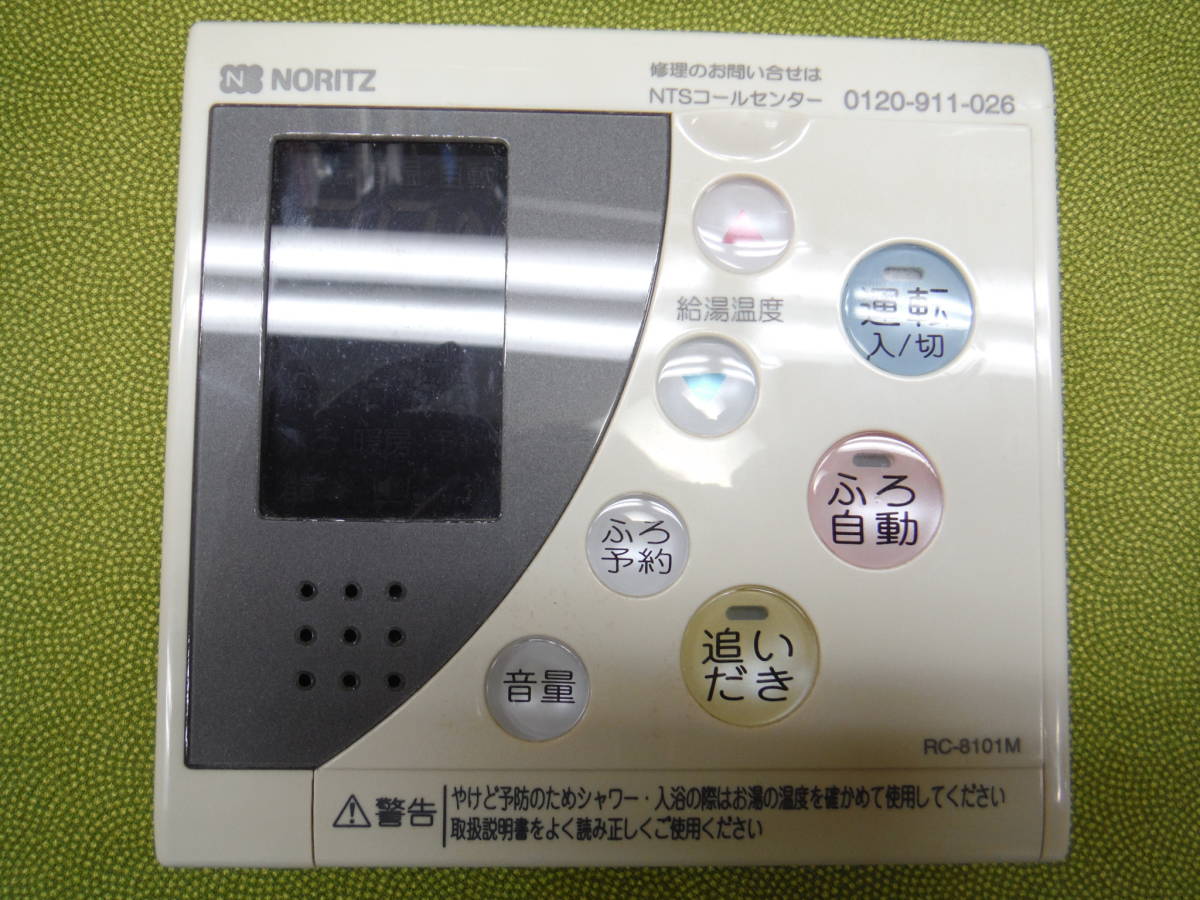 NORITZ
修理のお問い合せは
NTSコールセンター 0120-911-026
給湯温度
運転
入/切
ふろ
自動
ふろ
予約
追い
だき
音量
RC-8101M
警告
やけど予防のためシャワー・入浴の際はお湯の温度を確かめて使用してください
取扱説明書をよく読み正しくご使用ください